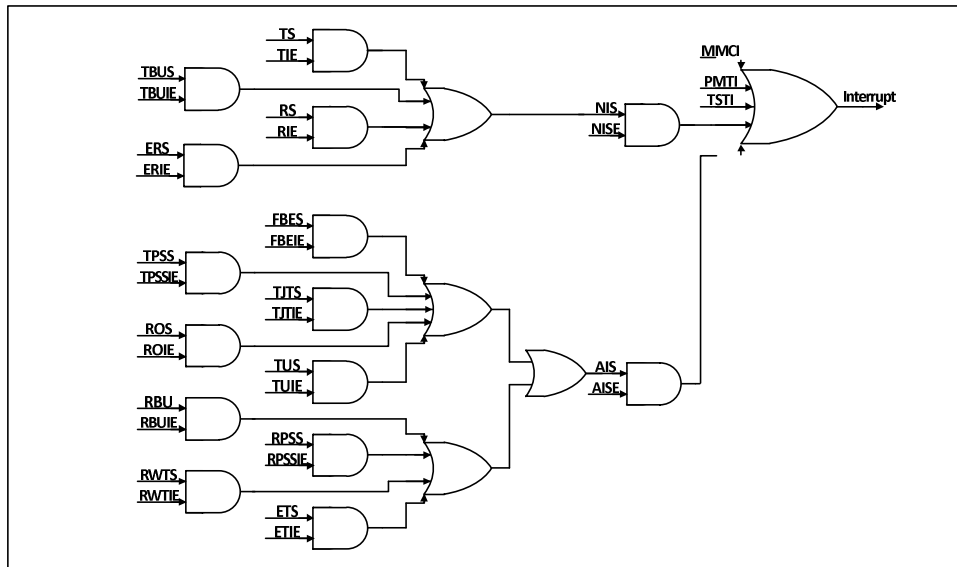 TS
TIE
TBUS
TBUIE
RS
RIE
ERS
ERIE
NIS
NISE
MMCI
PMTI
TSTI
Interrupt
FBES
FBEIE
TPSS
TPSSIE
TJTS
TJTIE
ROS
ROIE
TUS
TUIE
AIS
AISE
RBU
RBUIE
RPSS
RPSSIE
RWTS
RWTIE
ETS
ETIE